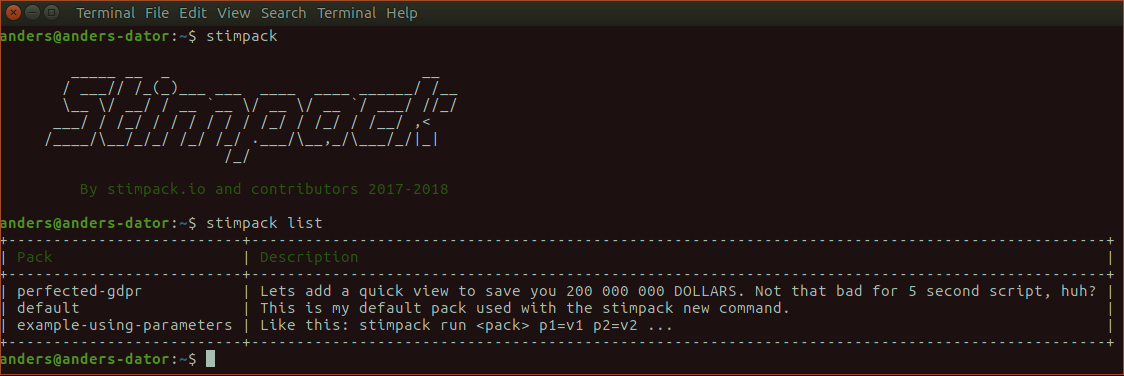 Terminal File Edit View Search Terminal Help
anders@anders-dator:~$ stimpack
Stimpack
By stimpack.io and contributors 2017-2018
anders@anders-dator:~$ stimpack list
| Pack | Description |
| perfected-gdpr | Lets add a quick view to save you 200 000 000 DOLLARS. Not that bad for 5 second script, huh? |
| default | This is my default pack used with the stimpack new command. |
| example-using-parameters | Like this: stimpack run <pack> p1=v1 p2=v2 ... |
anders@anders-dator:~$